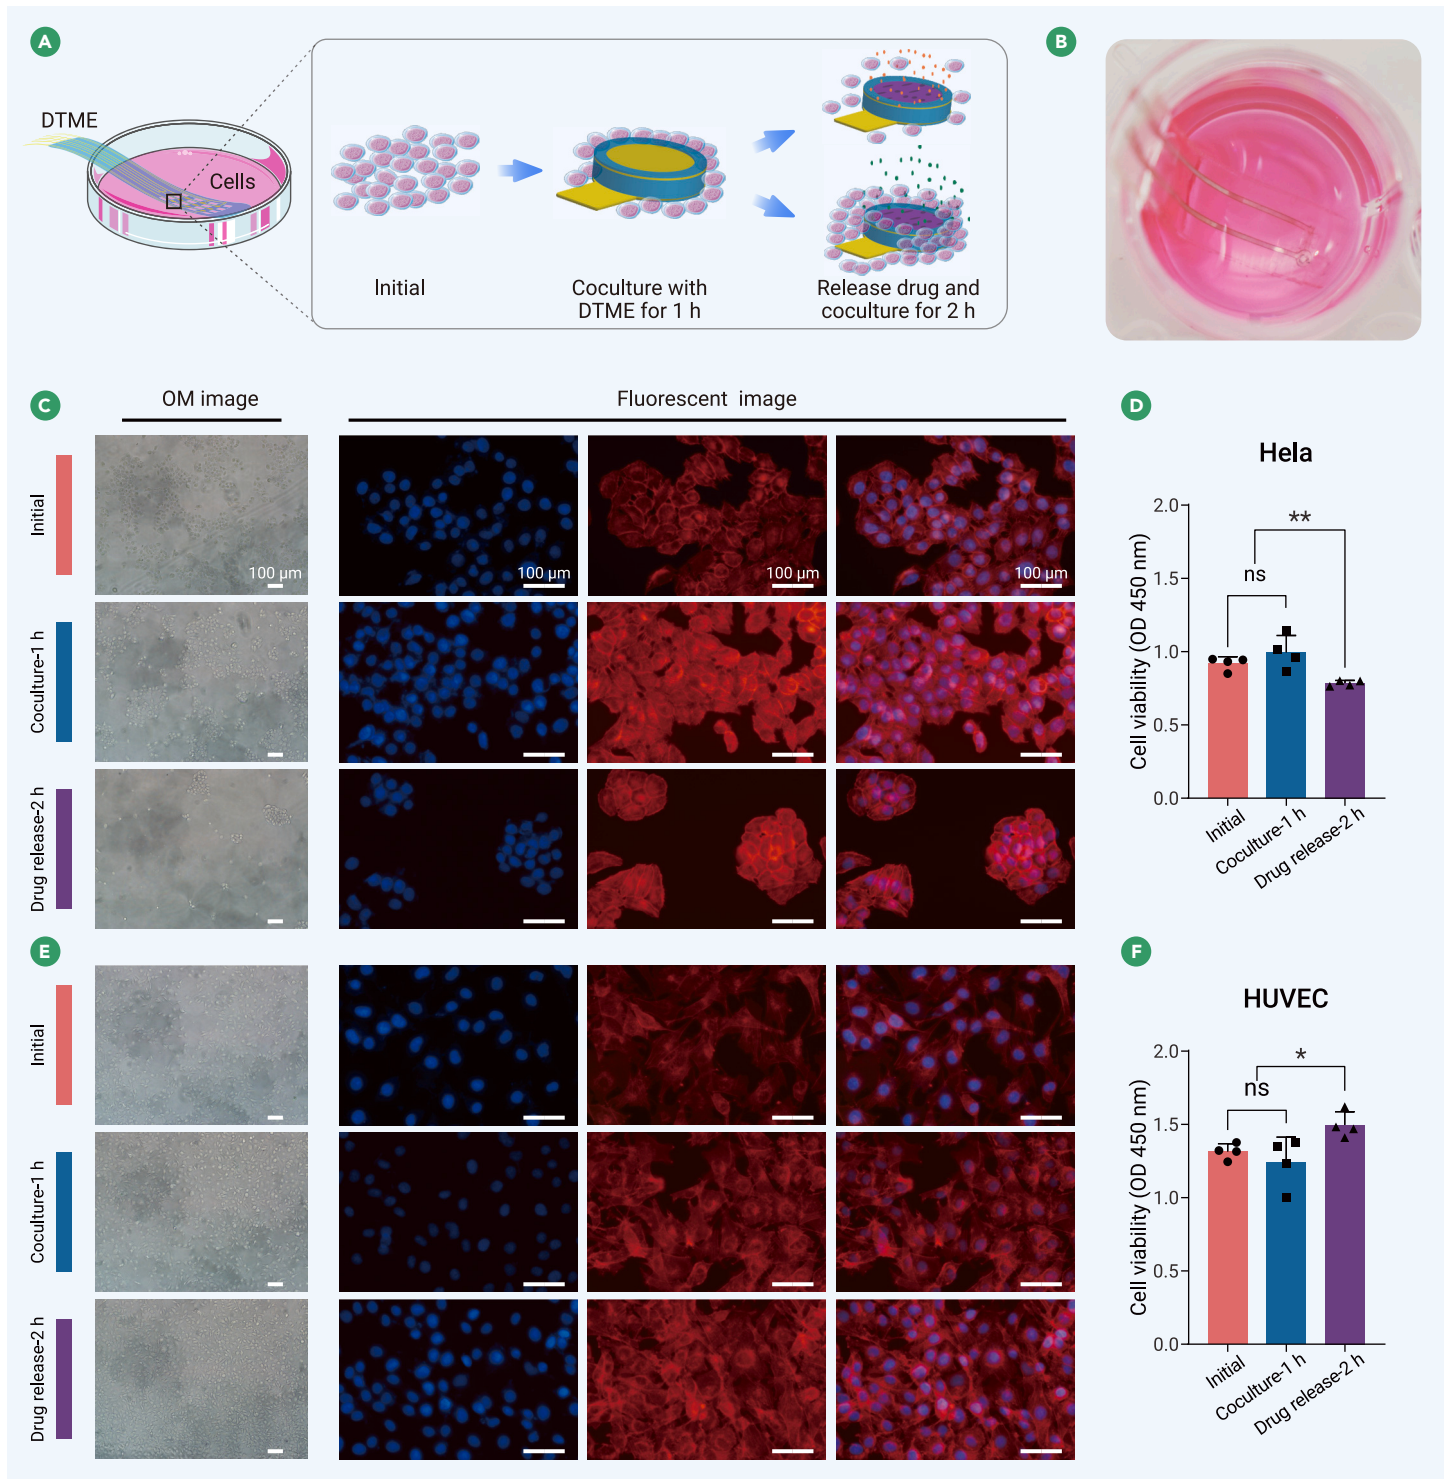 A
DTME
Cells
Initial
Coculture with
DTME for 1 h
Release drug and
coculture for 2 h
B
C
OM image
Fluorescent image
Initial
100 μm
100 μm
100 μm
100 μm
Coculture-1 h
Drug release-2 h
D
Hela
Cell viability (OD 450 nm)
2.0
1.5
1.0
0.5
0.0
**
ns
Initial
Coculture-1 h
Drug release-2 h
E
Initial
Coculture-1 h
Drug release-2 h
F
HUVEC
Cell viability (OD 450 nm)
2.0
1.5
1.0
0.5
0.0
*
ns
Initial
Coculture-1 h
Drug release-2 h